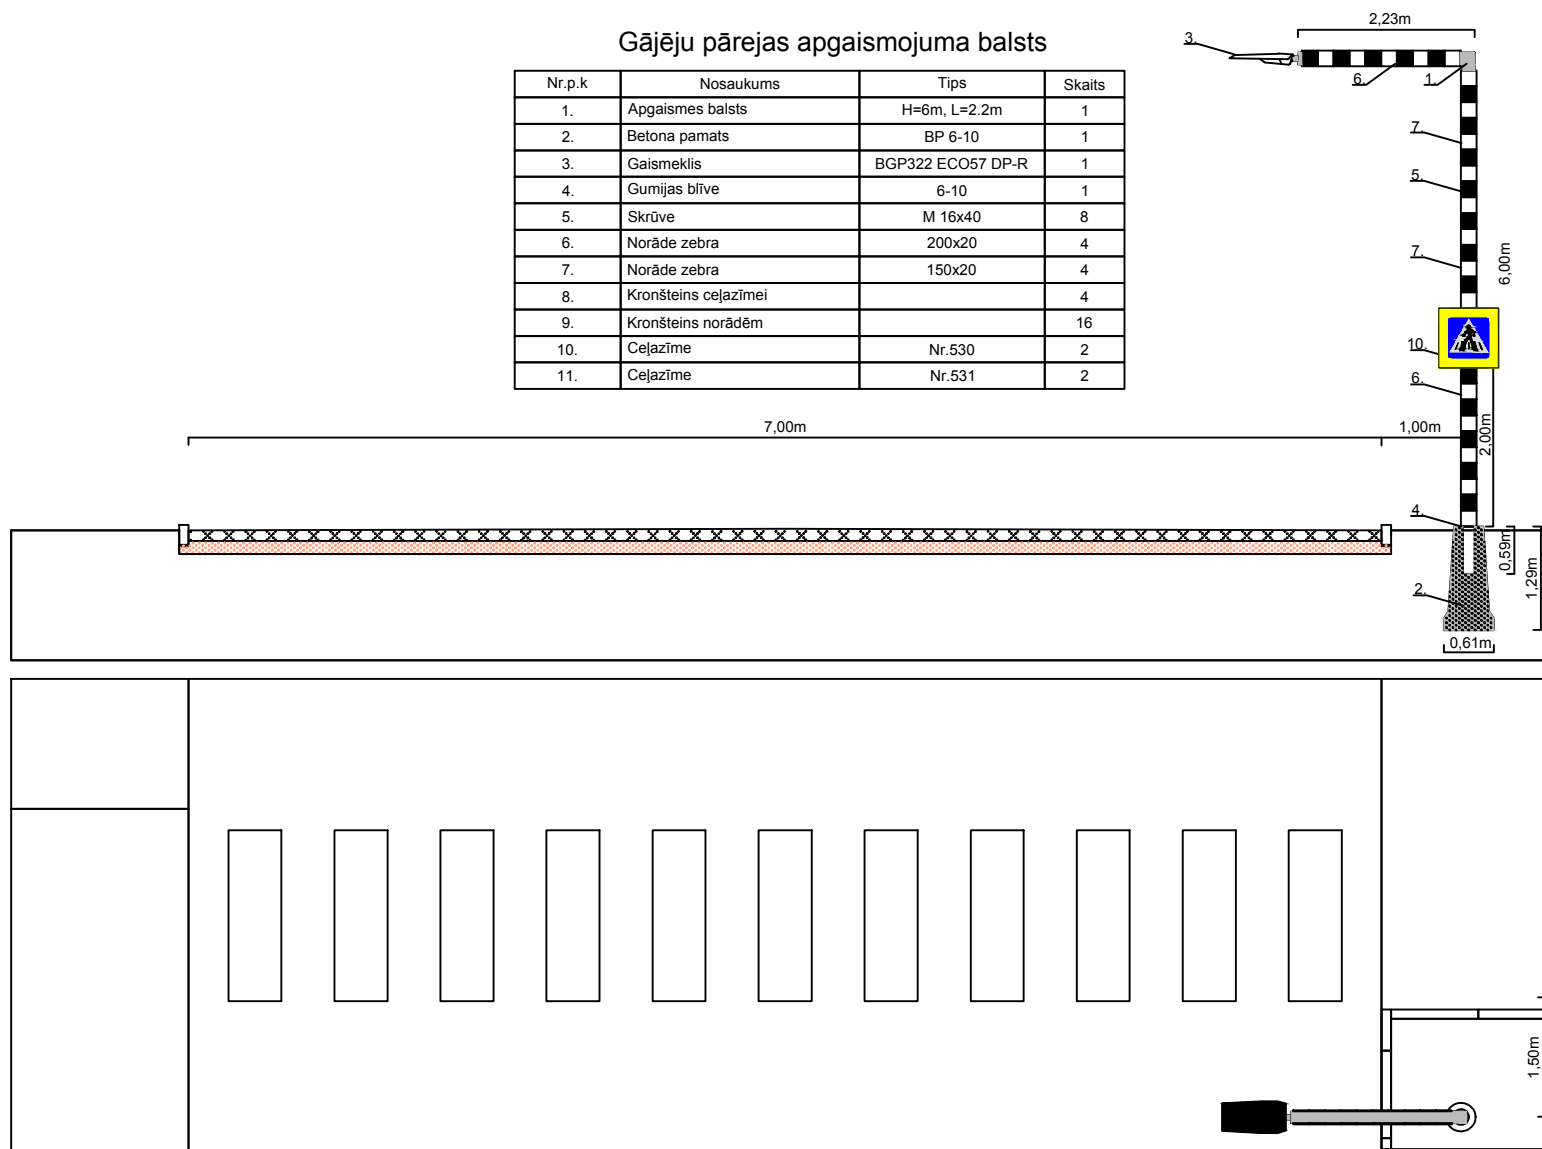 Gājēju pārejas apgaismojuma balsts
Nr.p.k Nosaukums Tips Skaits
1. Apgaismes balsts H=6m, L=2.2m 1
2. Betona pamats BP 6-10 1
3. Gaismeklis BGP322 ECO57 DP-R 1
4. Gumijas blīve 6-10 1
5. Skrūve M 16x40 8
6. Norāde zebra 200x20 4
7. Norāde zebra 150x20 4
8. Kronšteins ceļazīmei 4
9. Kronšteins norādēm 16
10. Ceļazīme Nr.530 2
11. Ceļazīme Nr.531 2
2,23m
3.
6.
1.
7.
5.
7.
6,00m
10.
6.
2,00m
7,00m
1,00m
4.
0,59m
1,29m
2.
0,61m
1,50m